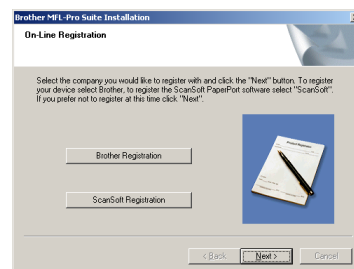 Brother MFL-Pro Suite Installation
On-Line Registration
Select the company you would like to register with and click the "Next" button. To register
your device select Brother, to register the ScanSoft PaperPort software select "ScanSoft".
If you prefer not to register at this time click "Next".
Product Registration
Brother Registration
ScanSoft Registration
< Back
Next >
Cancel